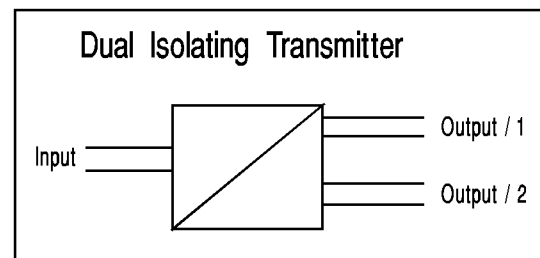 Dual Isolating Transmitter
Input
Output / 1
Output / 2